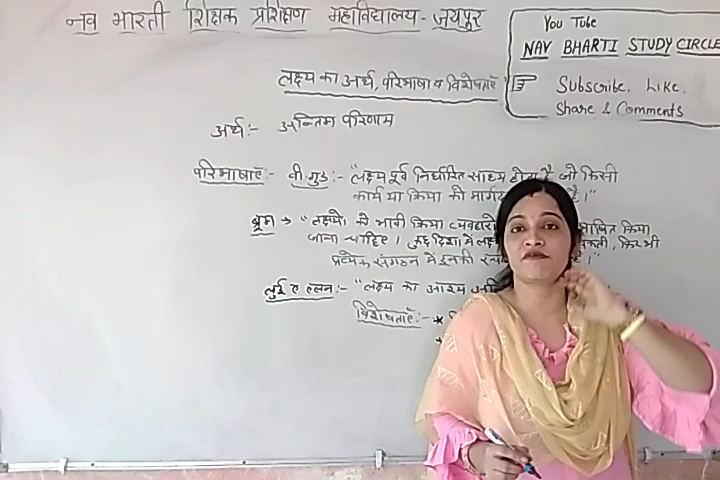 नव भारती शिक्षक प्रशिक्षण महाविद्यालय - जयपुर
You Tube
NAV BHARTI STUDY CIRCLE
Subscribe. Like.
Share & Comments
लक्ष्य का अर्थ, परिभाषा व विशेषताएँ
अर्थ:- अन्तिम परिणाम
परिभाषाएँ:- वी. गुड:- "लक्ष्य पूर्व निर्धारित साध्य होता है जो किसी
कार्य या क्रिया को है।"
ब्रूम → "लक्ष्यों को भावी क्रिया किया
जाना चाहिए। दिशा में फिर भी
प्रत्येक संगठन में इनकी है।"
लुई ए एलन:- "लक्ष्य का आशय
विशेषताएँ:- *